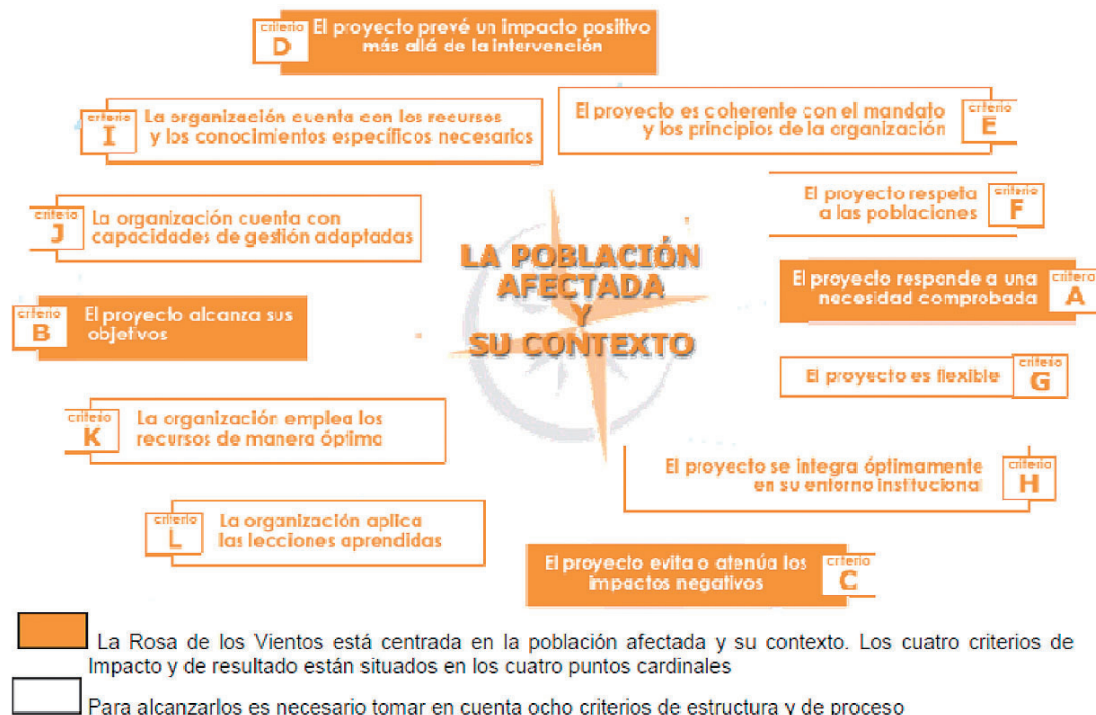 criterio
D
El proyecto prevé un impacto positivo
más allá de la intervención
criterio
I
La organización cuenta con los recursos
y los conocimientos específicos necesarios
El proyecto es coherente con el mandato
y los principios de la organización
criterio
E
criterio
J
La organización cuenta con
capacidades de gestión adaptadas
El proyecto respeta
a las poblaciones
criterio
F
LA POBLACIÓN
AFECTADA
Y
SU CONTEXTO
El proyecto responde a una
necesidad comprobada
criterio
A
criterio
B
El proyecto alcanza sus
objetivos
El proyecto es flexible
criterio
G
criterio
K
La organización emplea los
recursos de manera óptima
El proyecto se integra óptimamente
en su entorno institucional
criterio
H
criterio
L
La organización aplica
las lecciones aprendidas
El proyecto evita o atenúa los
impactos negativos
criterio
C
La Rosa de los Vientos está centrada en la población afectada y su contexto. Los cuatro criterios de
Impacto y de resultado están situados en los cuatro puntos cardinales
Para alcanzarlos es necesario tomar en cuenta ocho criterios de estructura y de proceso